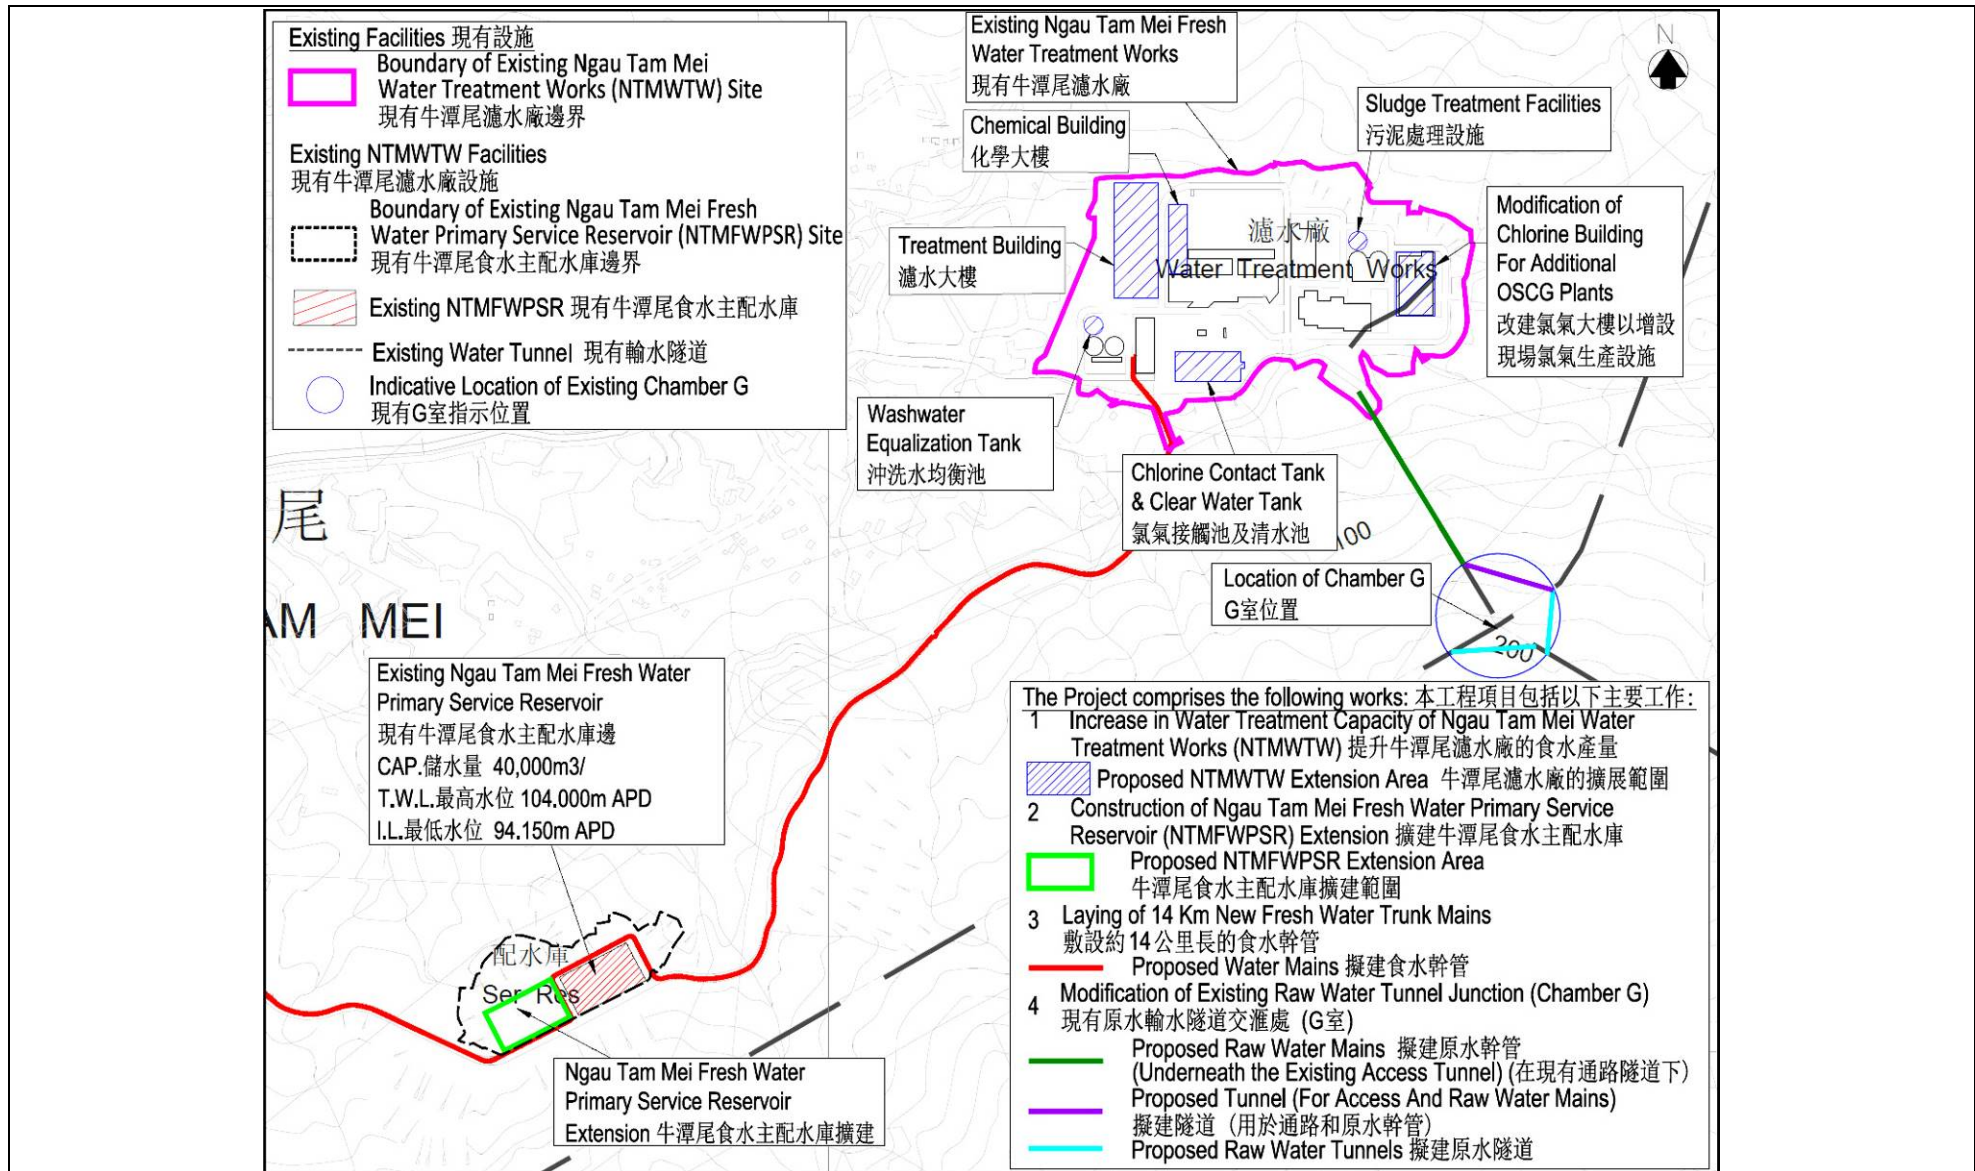 Existing Facilities 現有設施
Boundary of Existing Ngau Tam Mei
Water Treatment Works (NTMWTW) Site
現有牛潭尾濾水廠邊界
Existing NTMWTW Facilities
現有牛潭尾濾水廠設施
Boundary of Existing Ngau Tam Mei Fresh
Water Primary Service Reservoir (NTMFWPSR) Site
現有牛潭尾食水主配水庫邊界
Existing NTMFWPSR 現有牛潭尾食水主配水庫
Existing Water Tunnel 現有輸水隧道
Indicative Location of Existing Chamber G
現有G室指示位置
Existing Ngau Tam Mei Fresh
Water Treatment Works
現有牛潭尾濾水廠
N
Chemical Building
化學大樓
Sludge Treatment Facilities
污泥處理設施
Treatment Building
濾水大樓
濾水廠
Water Treatment Works
Modification of
Chlorine Building
For Additional
OSCG Plants
改建氯氣大樓以增設
現場氯氣生產設施
Washwater
Equalization Tank
沖洗水均衡池
Chlorine Contact Tank
& Clear Water Tank
氯氣接觸池及清水池
100
Location of Chamber G
G室位置
200
尾
AM MEI
Existing Ngau Tam Mei Fresh Water
Primary Service Reservoir
現有牛潭尾食水主配水庫邊
CAP.儲水量 40,000m3/
T.W.L.最高水位 104.000m APD
I.L.最低水位 94.150m APD
配水庫
Ser Res
Ngau Tam Mei Fresh Water
Primary Service Reservoir
Extension 牛潭尾食水主配水庫擴建
The Project comprises the following works: 本工程項目包括以下主要工作:
1 Increase in Water Treatment Capacity of Ngau Tam Mei Water
Treatment Works (NTMWTW) 提升牛潭尾濾水廠的食水產量
Proposed NTMWTW Extension Area 牛潭尾濾水廠的擴展範圍
2 Construction of Ngau Tam Mei Fresh Water Primary Service
Reservoir (NTMFWPSR) Extension 擴建牛潭尾食水主配水庫
Proposed NTMFWPSR Extension Area
牛潭尾食水主配水庫擴建範圍
3 Laying of 14 Km New Fresh Water Trunk Mains
敷設約14公里長的食水幹管
Proposed Water Mains 擬建食水幹管
4 Modification of Existing Raw Water Tunnel Junction (Chamber G)
現有原水輸水隧道交滙處 (G室)
Proposed Raw Water Mains 擬建原水幹管
(Underneath the Existing Access Tunnel) (在現有通路隧道下)
Proposed Tunnel (For Access And Raw Water Mains)
擬建隧道 (用於通路和原水幹管)
Proposed Raw Water Tunnels 擬建原水隧道